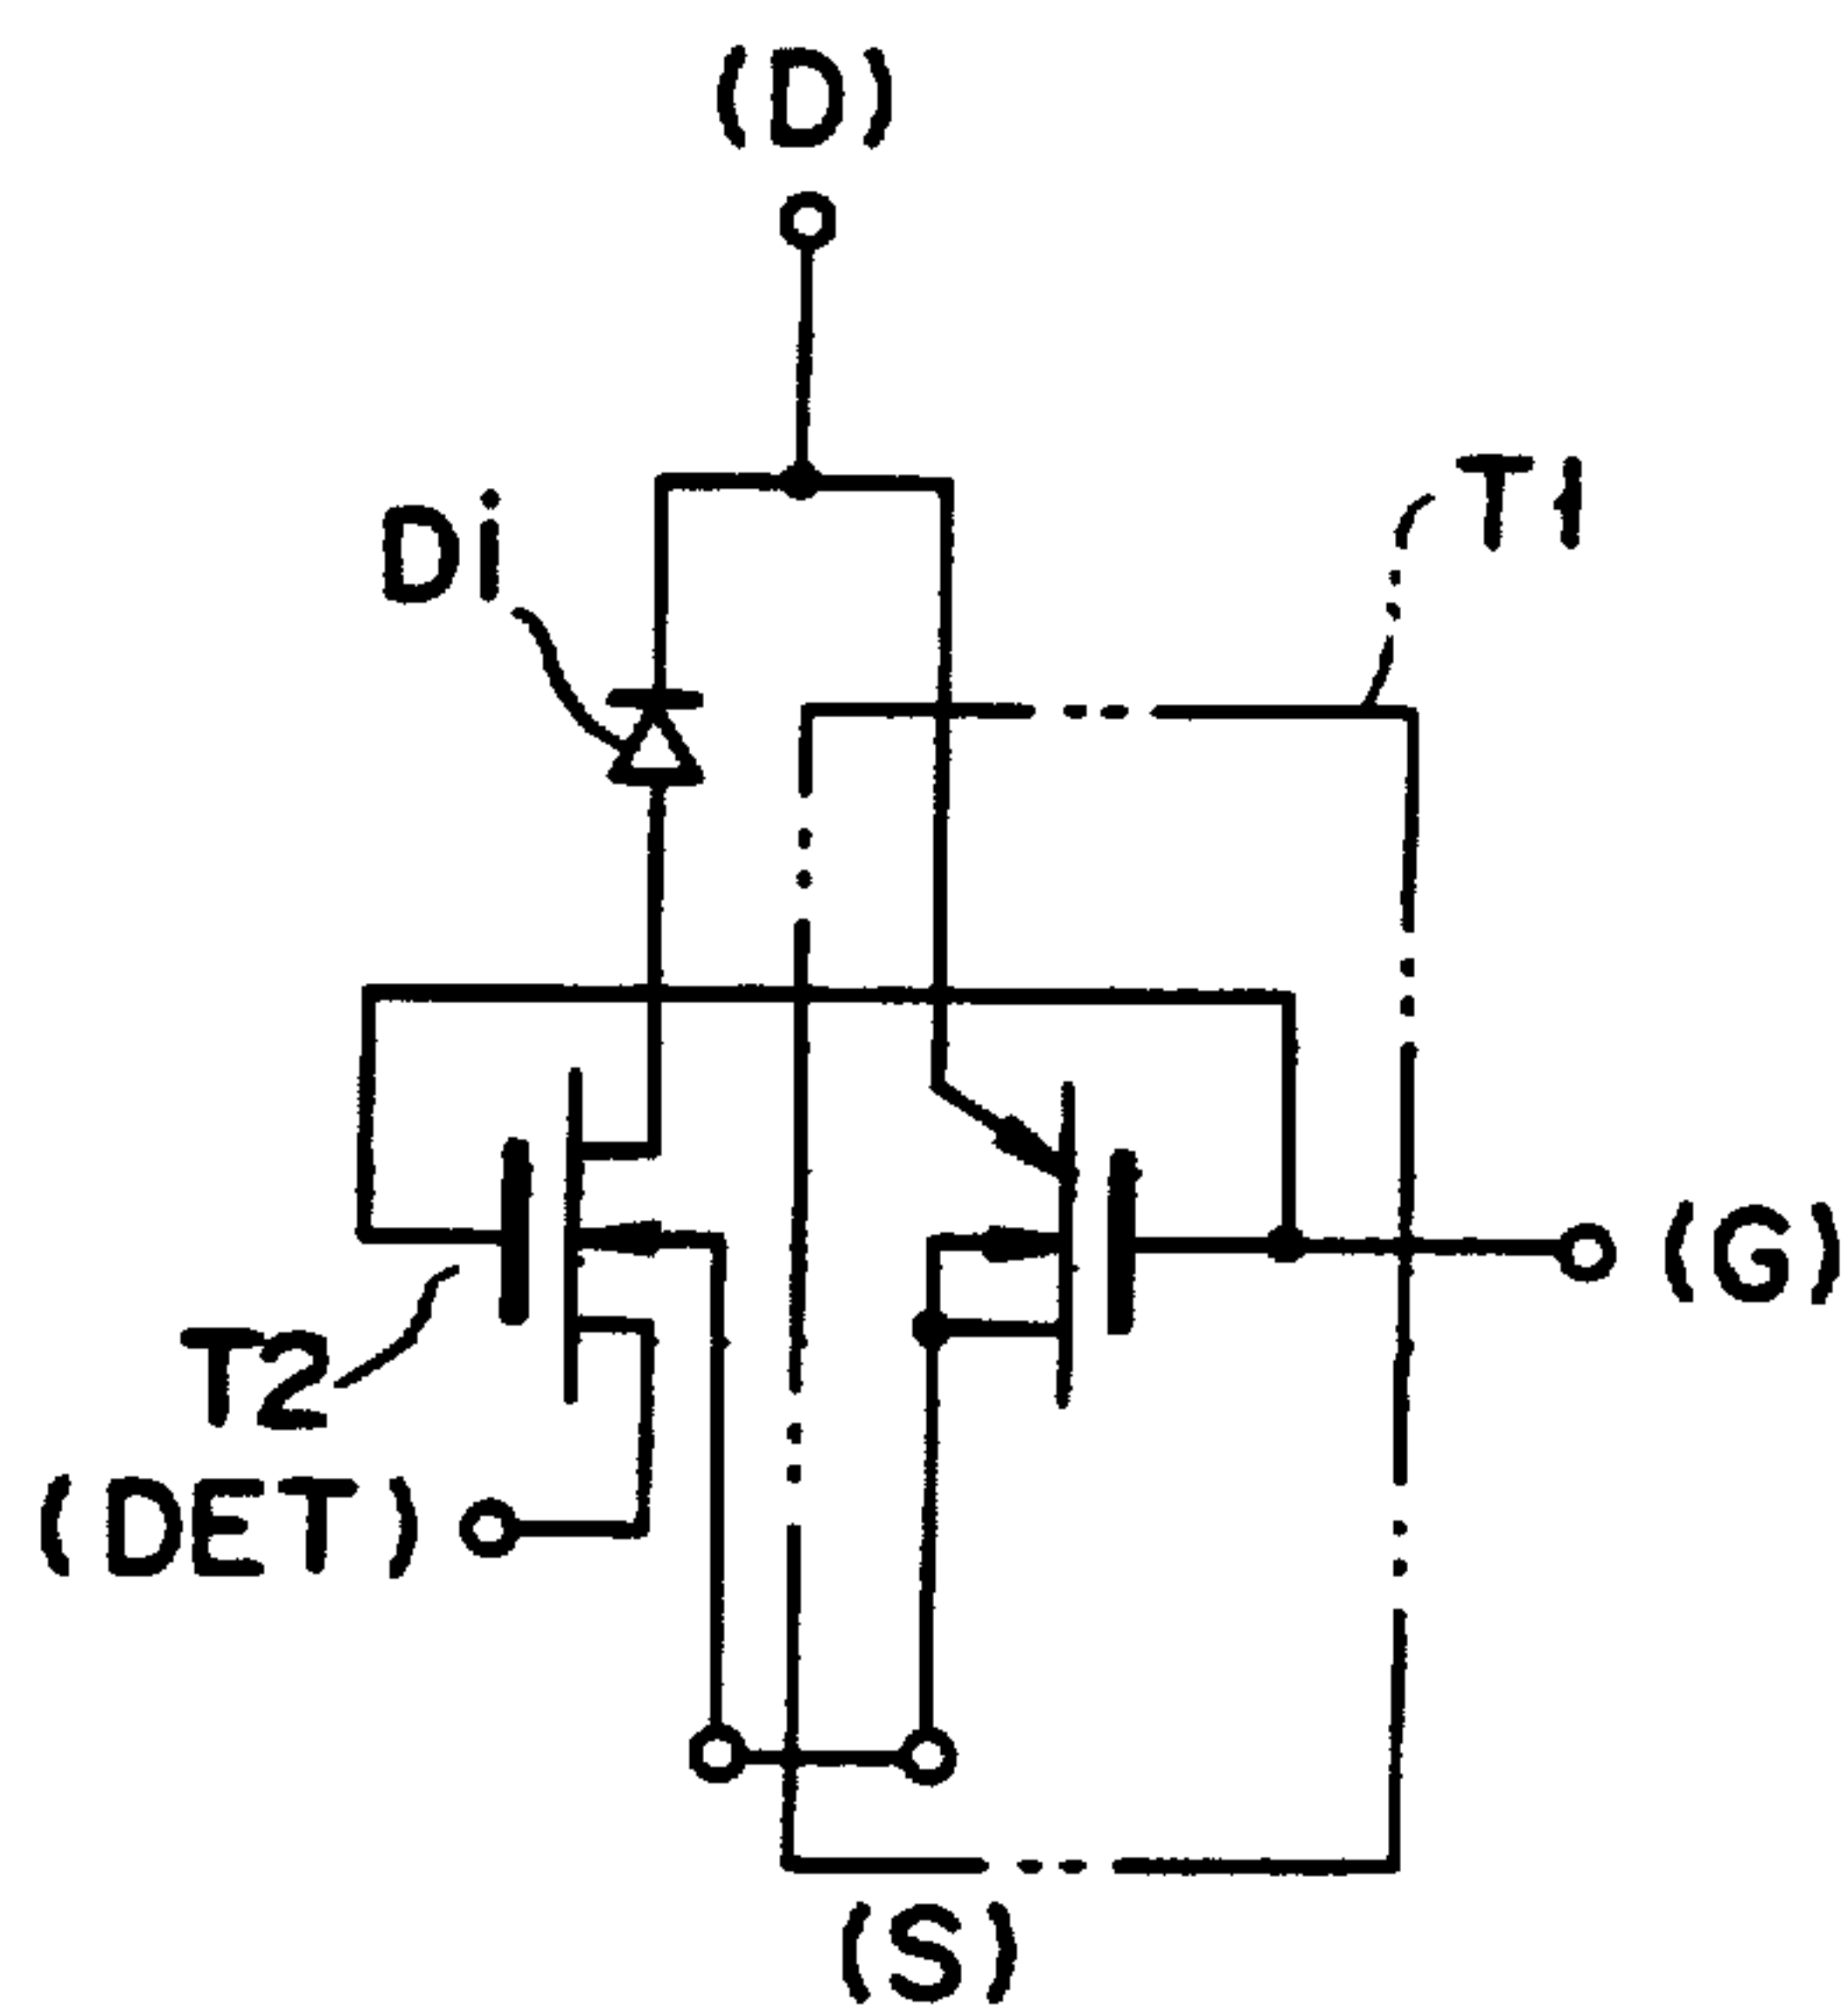 (D)
T1
Di
(G)
T2
(DET)
(S)